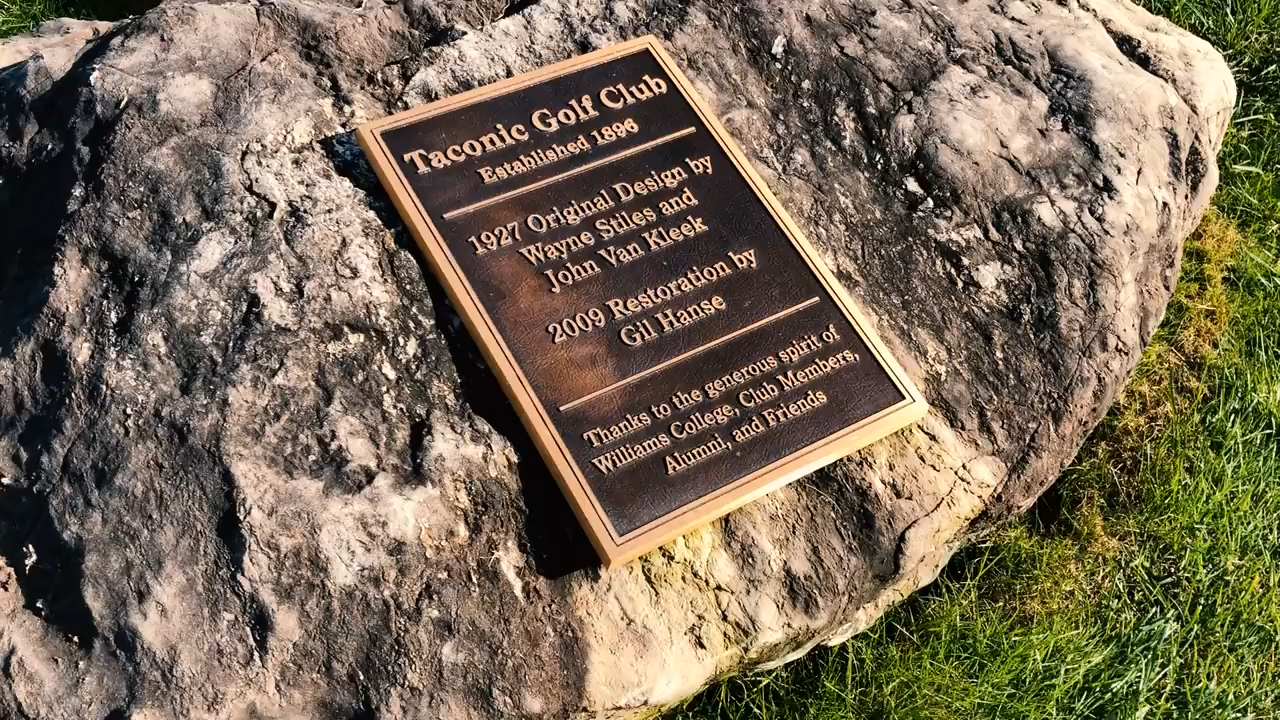 Taconic Golf Club
Established 1896
1927 Original Design by
Wayne Stiles and
John Van Kleek
2009 Restoration by
Gil Hanse
Thanks to the generous spirit of
Williams College, Club Members,
Alumni, and Friends